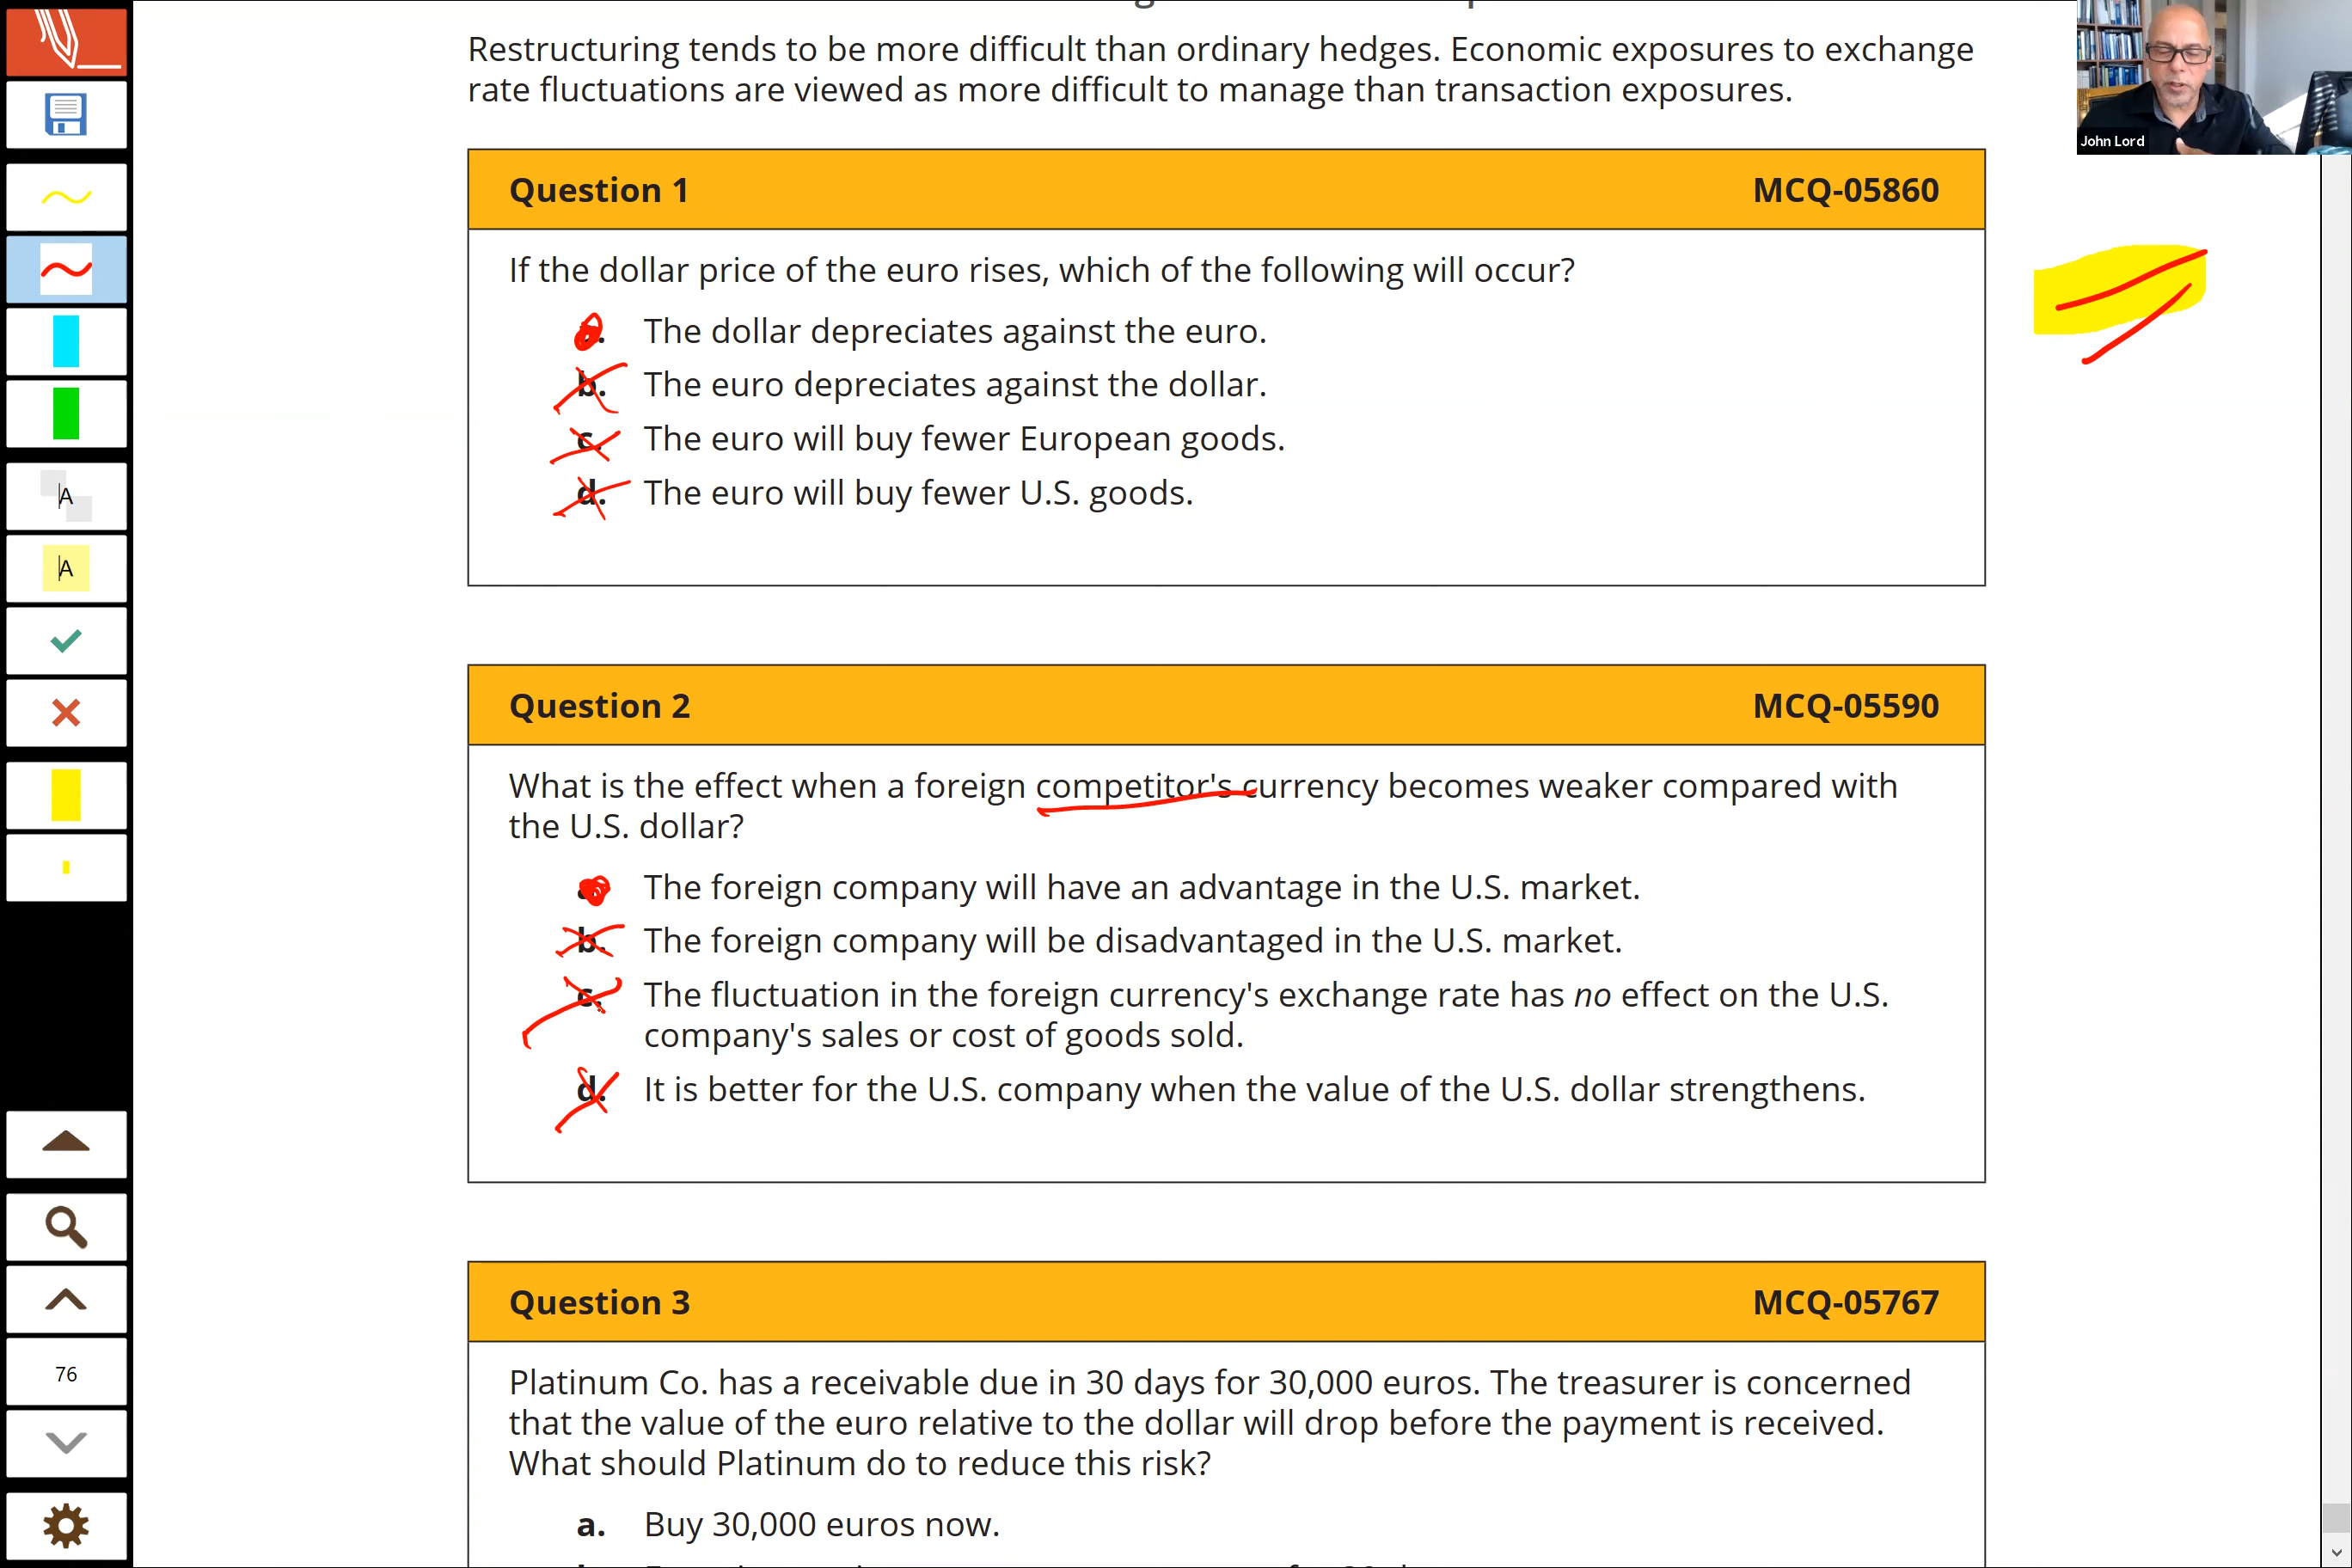 Restructuring tends to be more difficult than ordinary hedges. Economic exposures to exchange
rate fluctuations are viewed as more difficult to manage than transaction exposures.
John Lord
Question 1 MCQ-05860
If the dollar price of the euro rises, which of the following will occur?
The dollar depreciates against the euro.
b. The euro depreciates against the dollar.
c. The euro will buy fewer European goods.
d. The euro will buy fewer U.S. goods.
A
A
Question 2 MCQ-05590
What is the effect when a foreign competitor's currency becomes weaker compared with
the U.S. dollar?
a. The foreign company will have an advantage in the U.S. market.
b. The foreign company will be disadvantaged in the U.S. market.
c. The fluctuation in the foreign currency's exchange rate has no effect on the U.S.
company's sales or cost of goods sold.
d. It is better for the U.S. company when the value of the U.S. dollar strengthens.
Question 3 MCQ-05767
76
Platinum Co. has a receivable due in 30 days for 30,000 euros. The treasurer is concerned
that the value of the euro relative to the dollar will drop before the payment is received.
What should Platinum do to reduce this risk?
a. Buy 30,000 euros now.